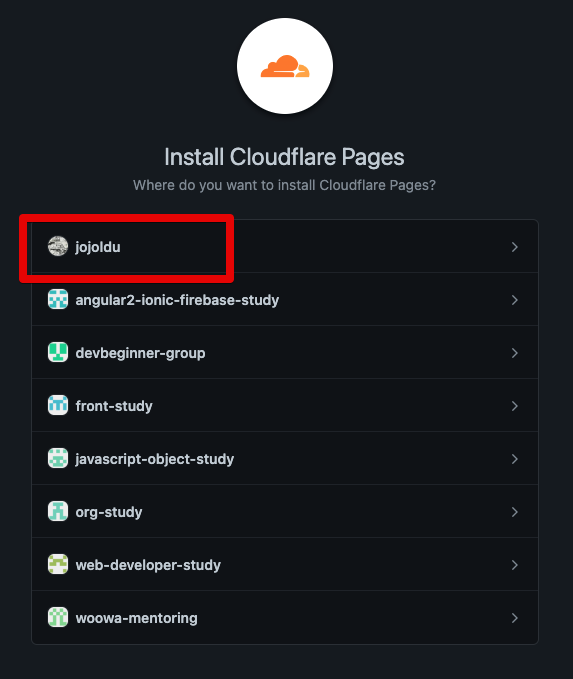 Install Cloudflare Pages
Where do you want to install Cloudflare Pages?
jojoldu
angular2-ionic-firebase-study
devbeginner-group
front-study
javascript-object-study
org-study
web-developer-study
woowa-mentoring